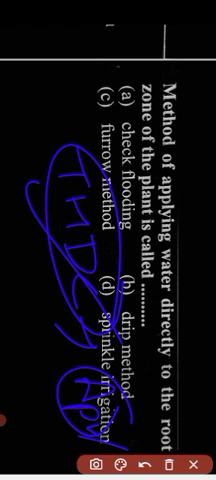 Method of applying water directly to the root
zone of the plant is called ..........
(a) check flooding (b) drip method
(c) furrow method (d) sprinkle irrigation